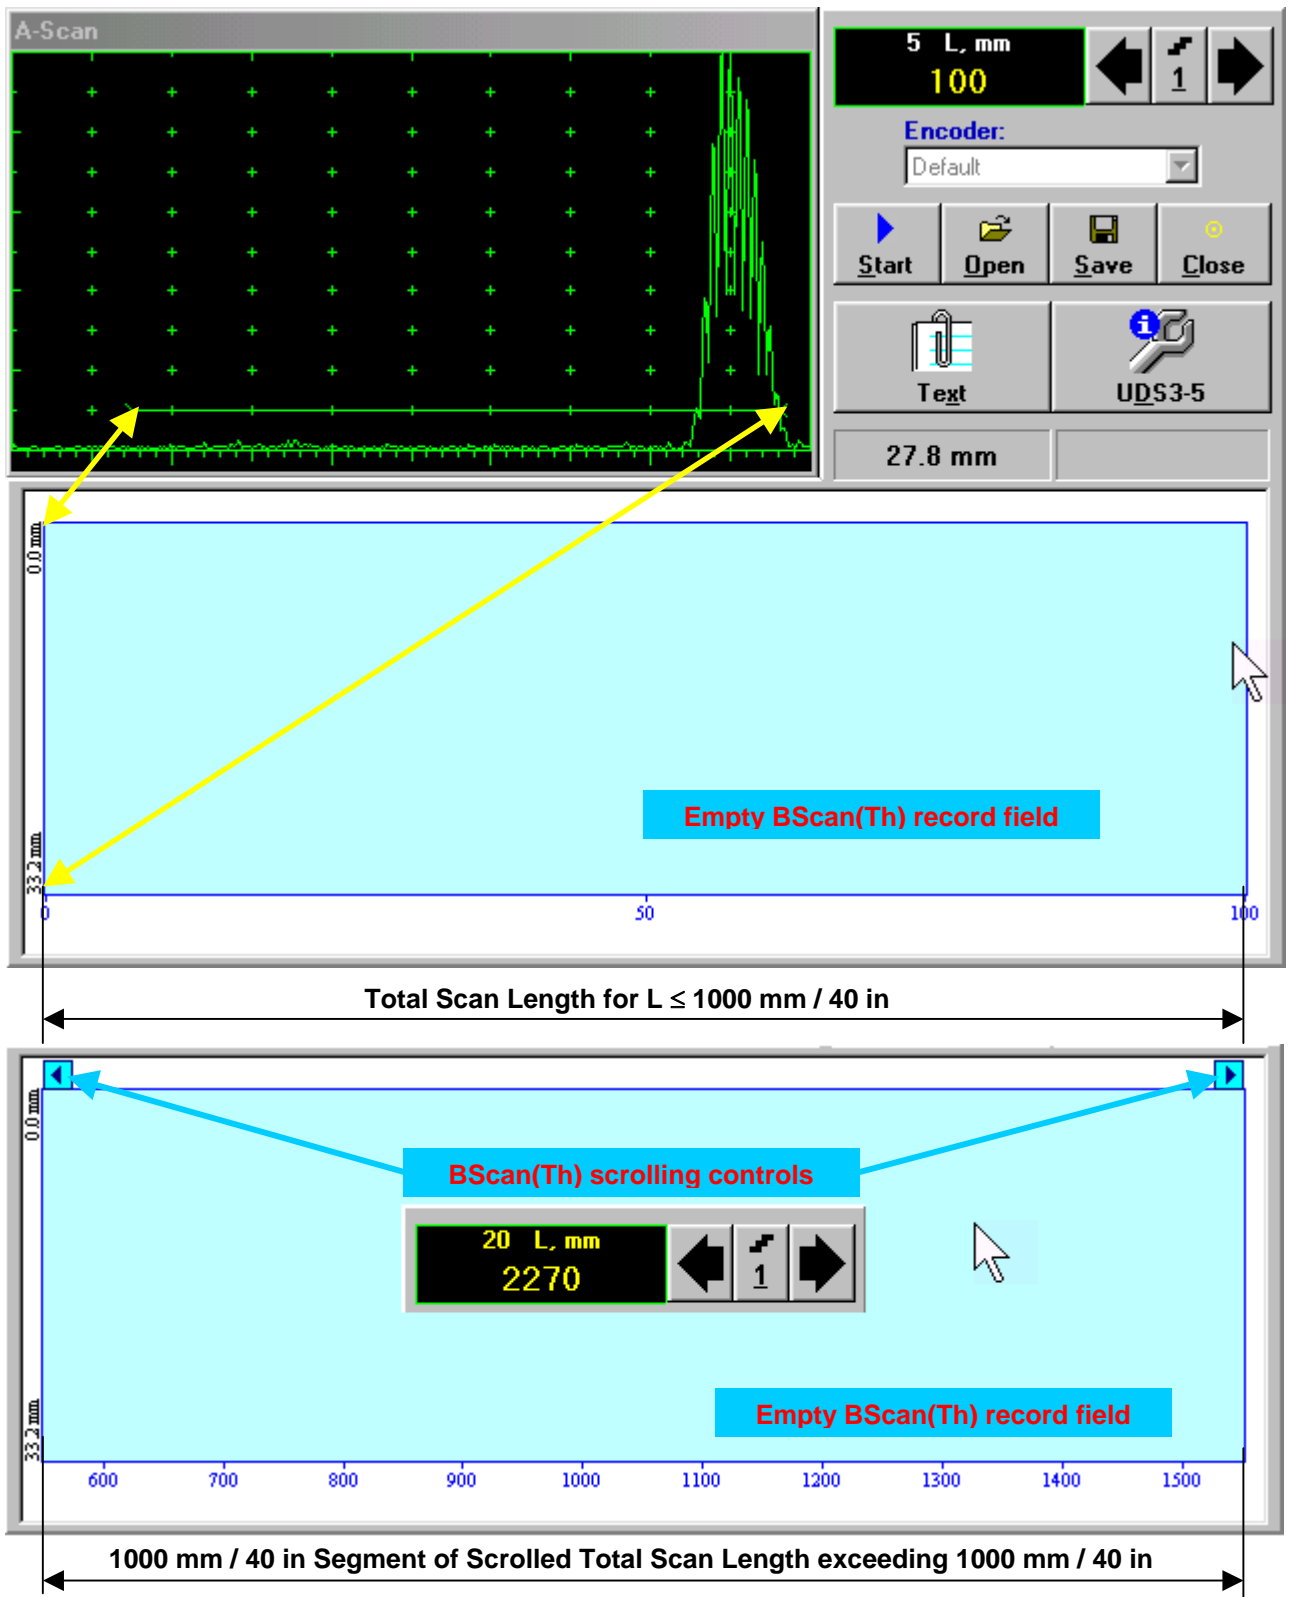 A-Scan
5 L, mm
100
1
Encoder:
Default
Start
Open
Save
Close
Text
UDS3-5
27.8 mm
0.0 mm
33.2 mm
Empty BScan(Th) record field
0
50
100
Total Scan Length for L ≤ 1000 mm / 40 in
0.0 mm
BScan(Th) scrolling controls
20 L, mm
2270
1
33.2 mm
Empty BScan(Th) record field
600 700 800 900 1000 1100 1200 1300 1400 1500
1000 mm / 40 in Segment of Scrolled Total Scan Length exceeding 1000 mm / 40 in